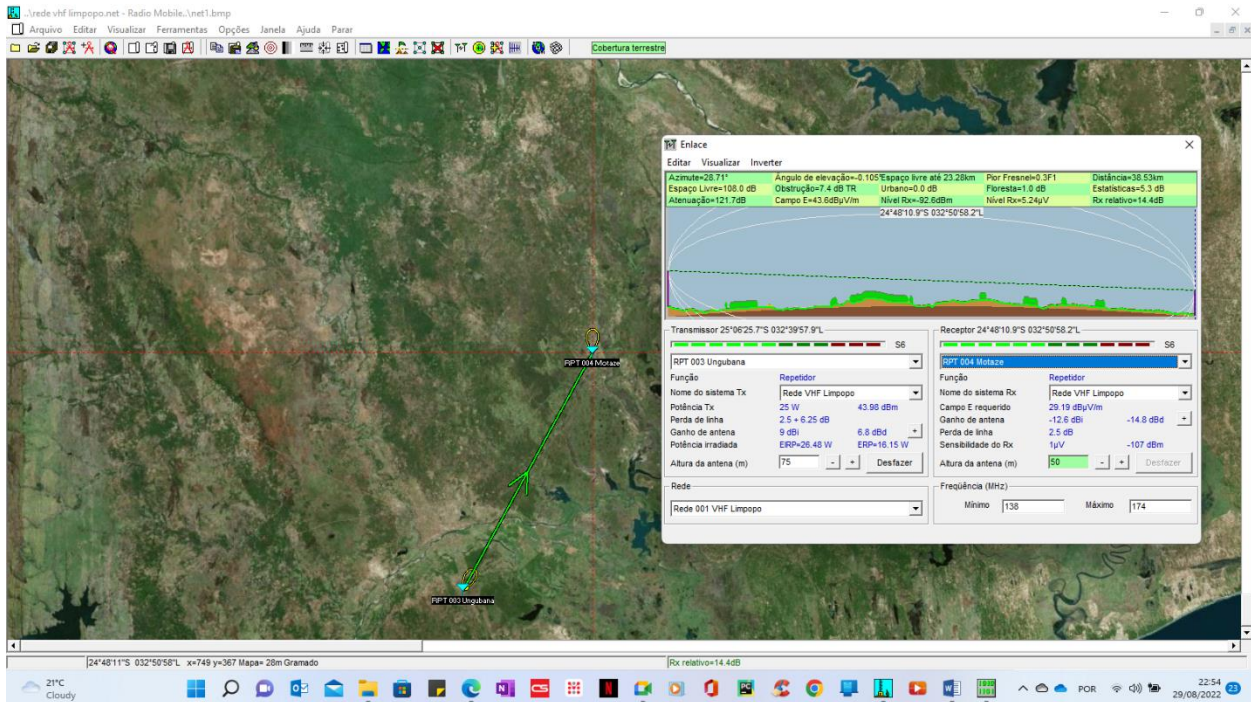 ..\rede vhf limpopo.net - Radio Mobile..\net1.bmp
Arquivo Editar Visualizar Ferramentas Opções Janela Ajuda Parar
Cobertura terrestre
RPT 004 Motaze
RPT 003 Ungubana
Enlace
Editar Visualizar Inverter
Azimute=28.71° Ângulo de elevação=-0.105° Espaço livre até 23.28km Pior Fresnel=0.3F1 Distância=38.53km
Espaço Livre=108.0 dB Obstrução=7.4 dB TR Urbano=0.0 dB Floresta=1.0 dB Estatísticas=5.3 dB
Atenuação=121.7dB Campo E=43.6dBµV/m Nível Rx=-92.6dBm Nível Rx=5.24µV Rx relativo=14.4dB
24°48'10.9"S 032°50'58.2"L
Transmissor 25°06'25.7"S 032°39'57.9"L
S6
RPT 003 Ungubana
Função Repetidor
Nome do sistema Tx Rede VHF Limpopo
Potência Tx 25 W 43.98 dBm
Perda de linha 2.5 + 6.25 dB
Ganho de antena 9 dBi 6.8 dBd +
Potência irradiada EIRP=26.48 W ERP=16.15 W
Altura da antena (m) 75 - + Desfazer
Rede
Rede 001 VHF Limpopo
Receptor 24°48'10.9"S 032°50'58.2"L
S6
RPT 004 Motaze
Função Repetidor
Nome do sistema Rx Rede VHF Limpopo
Campo E requerido 29.19 dBµV/m
Ganho de antena -12.6 dBi -14.8 dBd +
Perda de linha 2.5 dB
Sensibilidade do Rx 1µV -107 dBm
Altura da antena (m) 50 - + Desfazer
Freqüência (MHz)
Mínimo 138 Máximo 174
24°48'11"S 032°50'58"L x=749 y=367 Mapa= 28m Gramado
Rx relativo=14.4dB
21°C
Cloudy
POR
22:54
29/08/2022
23